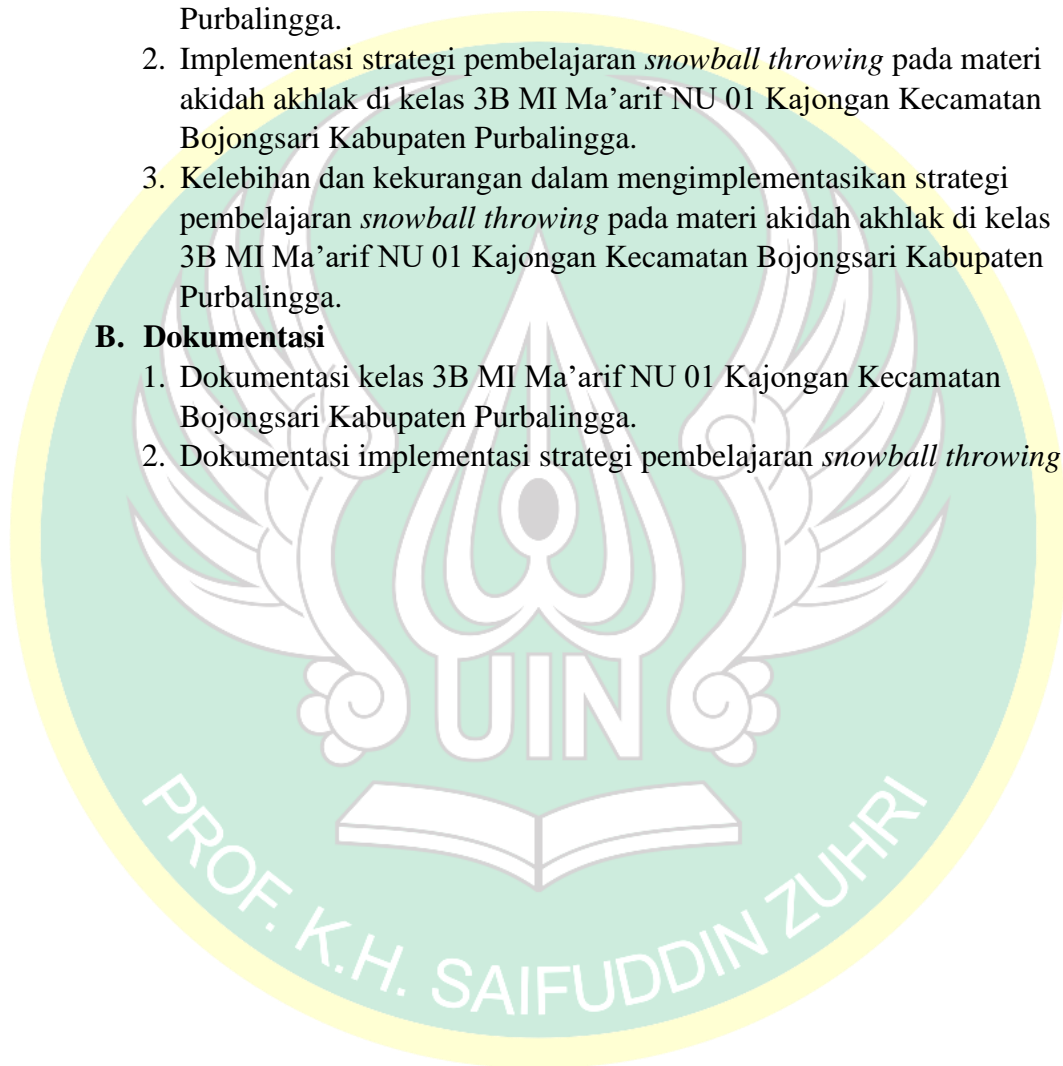 Purbalingga.
2. Implementasi strategi pembelajaran snowball throwing pada materi
akidah akhlak di kelas 3B MI Ma’arif NU 01 Kajongan Kecamatan
Bojongsari Kabupaten Purbalingga.
3. Kelebihan dan kekurangan dalam mengimplementasikan strategi
pembelajaran snowball throwing pada materi akidah akhlak di kelas
3B MI Ma’arif NU 01 Kajongan Kecamatan Bojongsari Kabupaten
Purbalingga.
B. Dokumentasi
1. Dokumentasi kelas 3B MI Ma’arif NU 01 Kajongan Kecamatan
Bojongsari Kabupaten Purbalingga.
2. Dokumentasi implementasi strategi pembelajaran snowball throwing
UIN
PROF. K.H. SAIFUDDIN ZUHRI